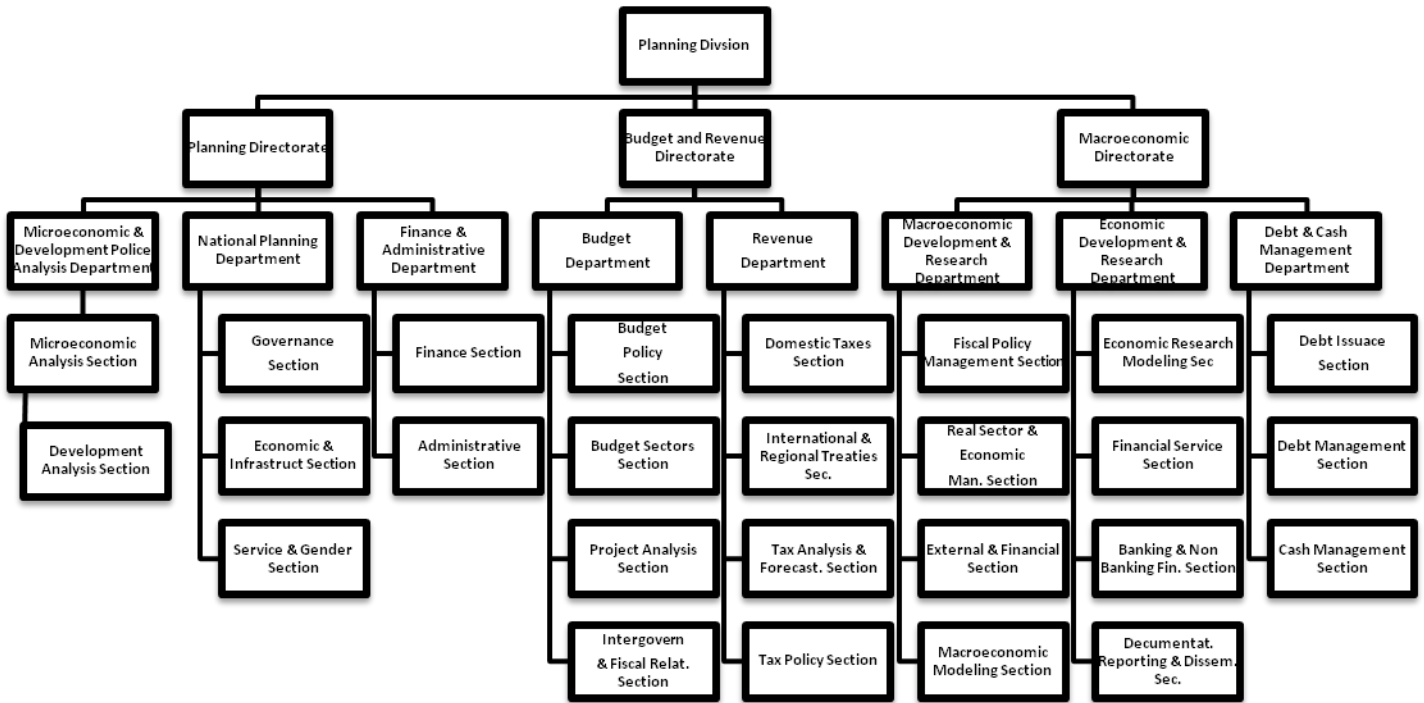 Planning Divsion
Planning Directorate
Budget and Revenue
Directorate
Macroeconomic
Directorate
Microeconomic &
Development Police
Analysis Department
National Planning
Department
Finance &
Administrative
Department
Budget
Department
Revenue
Department
Macroeconomic
Development &
Research
Department
Economic
Development &
Research
Department
Debt & Cash
Management
Department
Microeconomic
Analysis Section
Governance
Section
Finance Section
Budget
Policy
Section
Domestic Taxes
Section
Fiscal Policy
Management Section
Economic Research
Modeling Sec
Debt Issuace
Section
Development
Analysis Section
Economic &
Infrastruct Section
Administrative
Section
Budget Sectors
Section
International &
Regional Treaties
Sec.
Real Sector &
Economic
Man. Section
Financial Service
Section
Debt Management
Section
Service & Gender
Section
Project Analysis
Section
Tax Analysis &
Forecast. Section
External & Financial
Section
Banking & Non
Banking Fin. Section
Cash Management
Section
Intergovern
& Fiscal Relat.
Section
Tax Policy Section
Macroeconomic
Modeling Section
Decumentat.
Reporting & Dissem.
Sec.